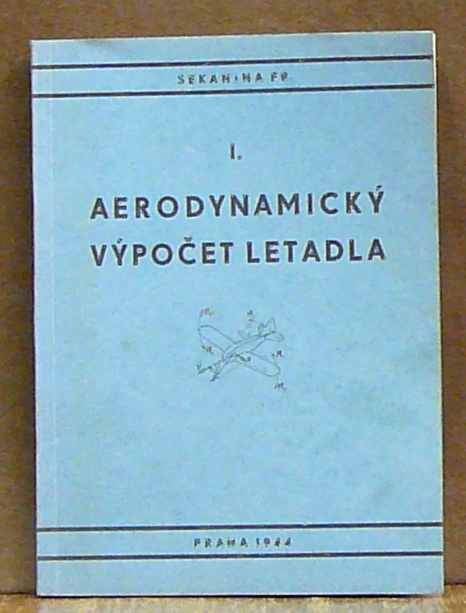 SEKANINA FR.
I.
AERODYNAMICKÝ
VÝPOČET LETADLA
PRAHA 1944